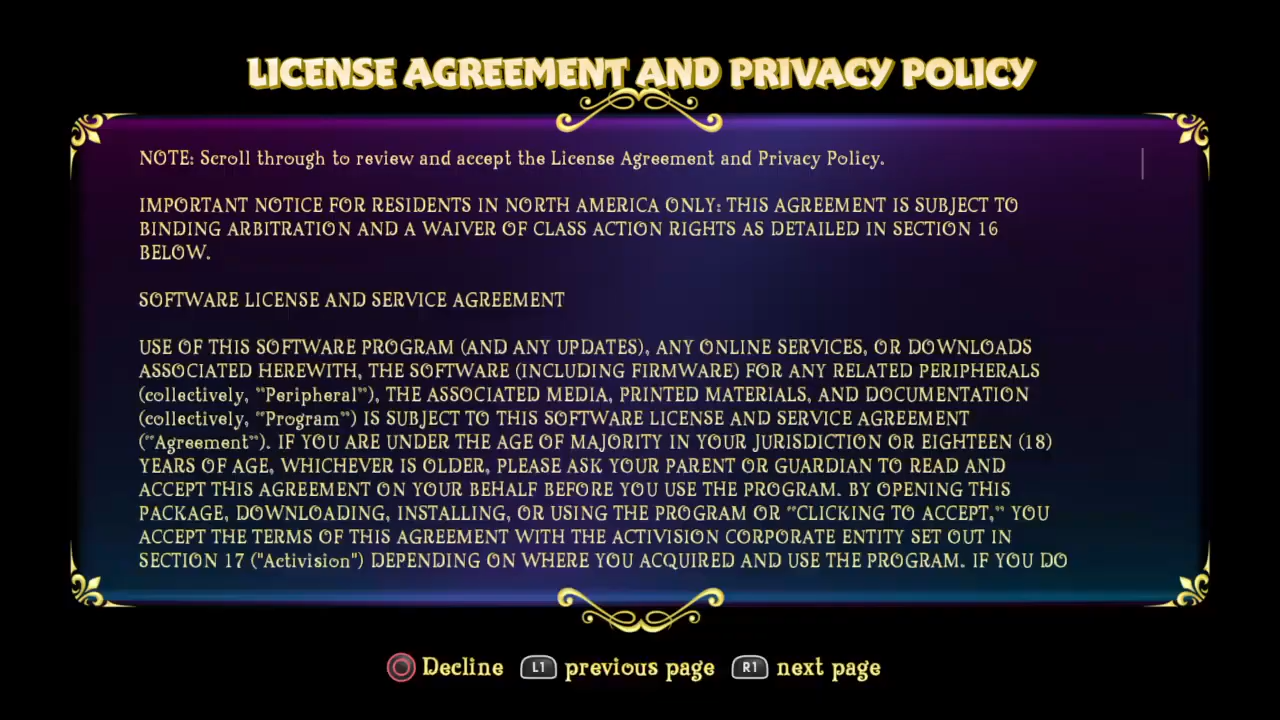 LICENSE AGREEMENT AND PRIVACY POLICY
NOTE: Scroll through to review and accept the License Agreement and Privacy Policy.
IMPORTANT NOTICE FOR RESIDENTS IN NORTH AMERICA ONLY: THIS AGREEMENT IS SUBJECT TO
BINDING ARBITRATION AND A WAIVER OF CLASS ACTION RIGHTS AS DETAILED IN SECTION 16
BELOW.
SOFTWARE LICENSE AND SERVICE AGREEMENT
USE OF THIS SOFTWARE PROGRAM (AND ANY UPDATES), ANY ONLINE SERVICES, OR DOWNLOADS
ASSOCIATED HEREWITH, THE SOFTWARE (INCLUDING FIRMWARE) FOR ANY RELATED PERIPHERALS
(collectively, "Peripheral"), THE ASSOCIATED MEDIA, PRINTED MATERIALS, AND DOCUMENTATION
(collectively, "Program") IS SUBJECT TO THIS SOFTWARE LICENSE AND SERVICE AGREEMENT
("Agreement"). IF YOU ARE UNDER THE AGE OF MAJORITY IN YOUR JURISDICTION OR EIGHTEEN (18)
YEARS OF AGE, WHICHEVER IS OLDER, PLEASE ASK YOUR PARENT OR GUARDIAN TO READ AND
ACCEPT THIS AGREEMENT ON YOUR BEHALF BEFORE YOU USE THE PROGRAM. BY OPENING THIS
PACKAGE, DOWNLOADING, INSTALLING, OR USING THE PROGRAM OR "CLICKING TO ACCEPT," YOU
ACCEPT THE TERMS OF THIS AGREEMENT WITH THE ACTIVISION CORPORATE ENTITY SET OUT IN
SECTION 17 ("Activision") DEPENDING ON WHERE YOU ACQUIRED AND USE THE PROGRAM. IF YOU DO
Decline L1 previous page R1 next page